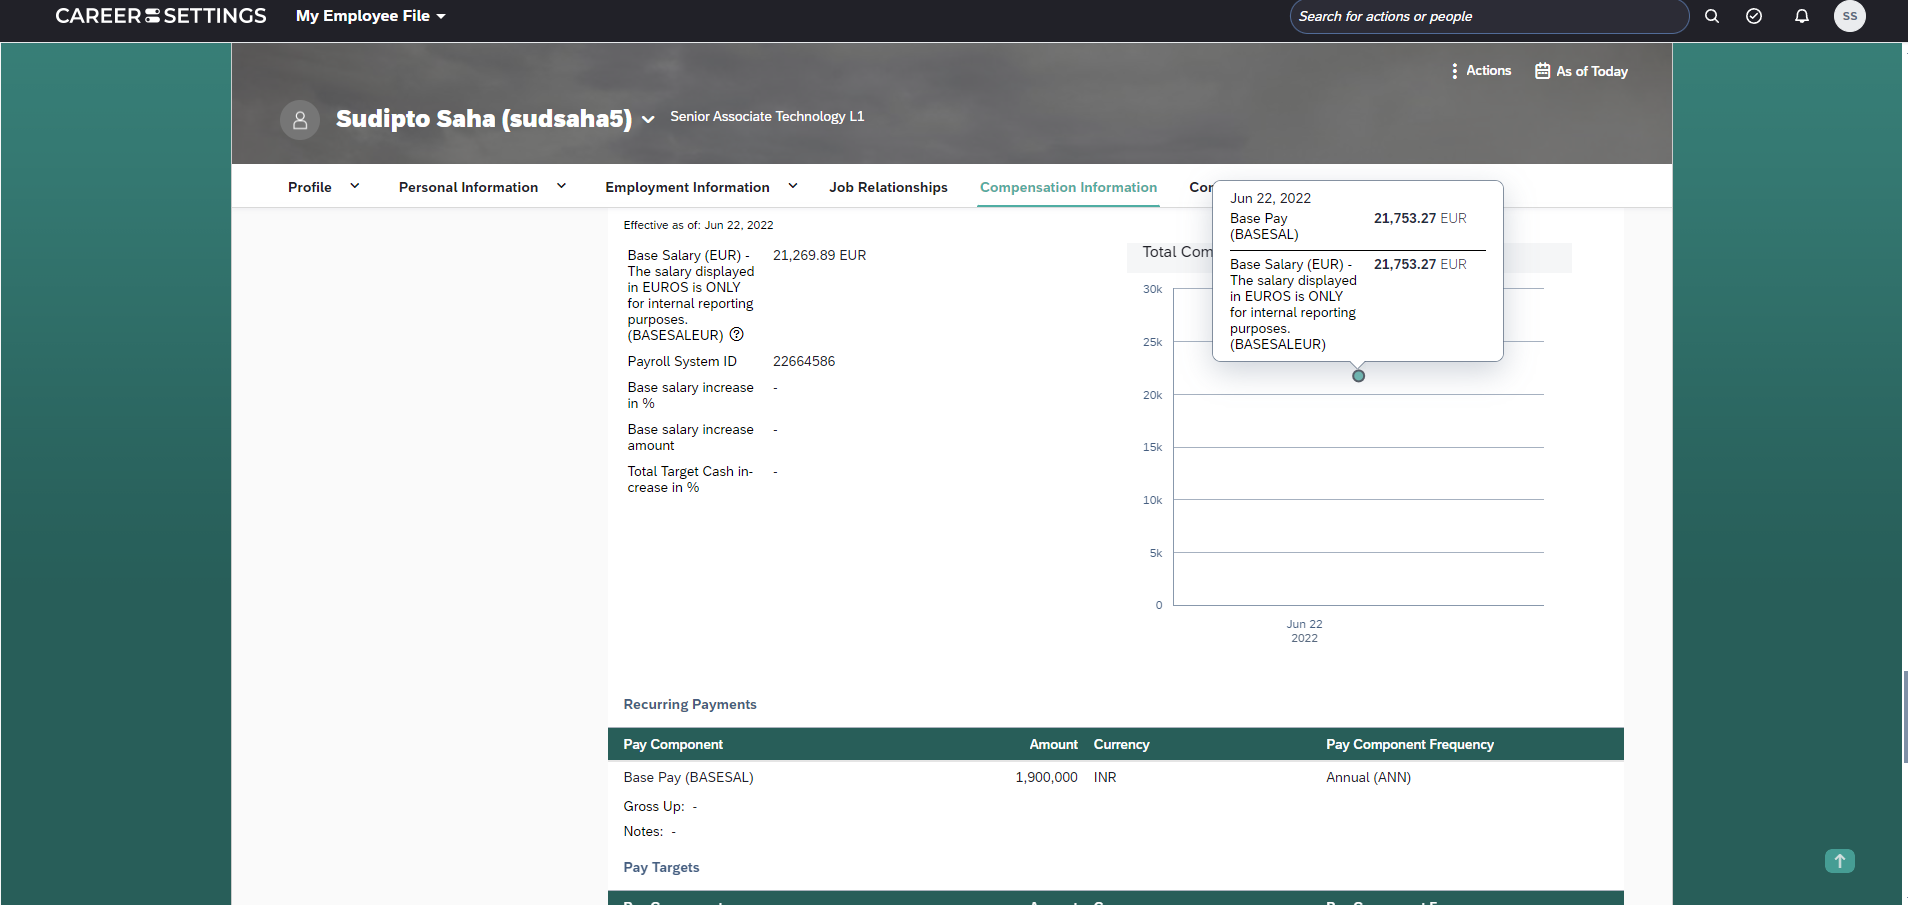 CAREER SETTINGS
My Employee File
Search for actions or people
SS
Actions
As of Today
Sudipto Saha (sudsaha5)
Senior Associate Technology L1
Profile
Personal Information
Employment Information
Job Relationships
Compensation Information
Effective as of: Jun 22, 2022
Base Salary (EUR) - 21,269.89 EUR
The salary displayed
in EUROS is ONLY
for internal reporting
purposes.
(BASESALEUR)
Payroll System ID 22664586
Base salary increase -
in %
Base salary increase -
amount
Total Target Cash in- -
crease in %
Total Com
Jun 22, 2022
Base Pay 21,753.27 EUR
(BASESAL)
Base Salary (EUR) - 21,753.27 EUR
The salary displayed
in EUROS is ONLY
for internal reporting
purposes.
(BASESALEUR)
30k
25k
20k
15k
10k
5k
0
Jun 22
2022
Recurring Payments
Pay Component Amount Currency Pay Component Frequency
Base Pay (BASESAL) 1,900,000 INR Annual (ANN)
Gross Up: -
Notes: -
Pay Targets